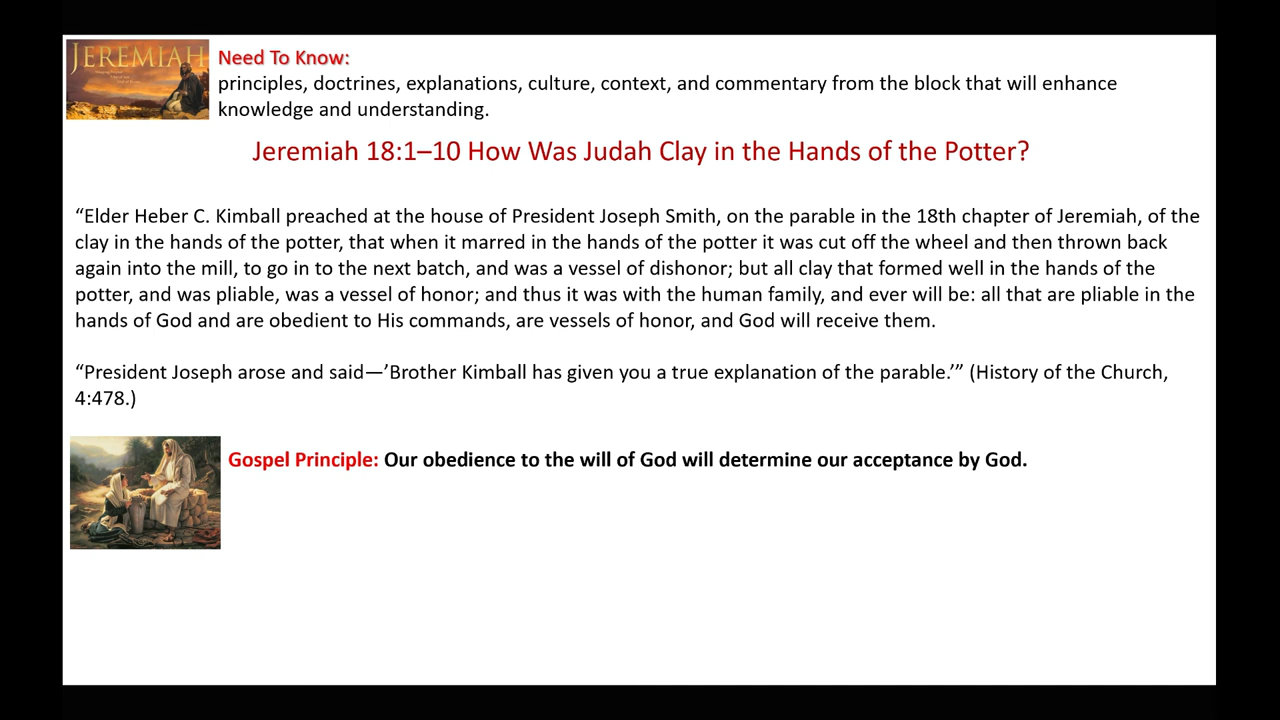 JEREMIAH
Need To Know:
principles, doctrines, explanations, culture, context, and commentary from the block that will enhance
knowledge and understanding.
Jeremiah 18:1–10 How Was Judah Clay in the Hands of the Potter?
“Elder Heber C. Kimball preached at the house of President Joseph Smith, on the parable in the 18th chapter of Jeremiah, of the
clay in the hands of the potter, that when it marred in the hands of the potter it was cut off the wheel and then thrown back
again into the mill, to go in to the next batch, and was a vessel of dishonor; but all clay that formed well in the hands of the
potter, and was pliable, was a vessel of honor; and thus it was with the human family, and ever will be: all that are pliable in the
hands of God and are obedient to His commands, are vessels of honor, and God will receive them.
“President Joseph arose and said—’Brother Kimball has given you a true explanation of the parable.’” (History of the Church,
4:478.)
Gospel Principle: Our obedience to the will of God will determine our acceptance by God.